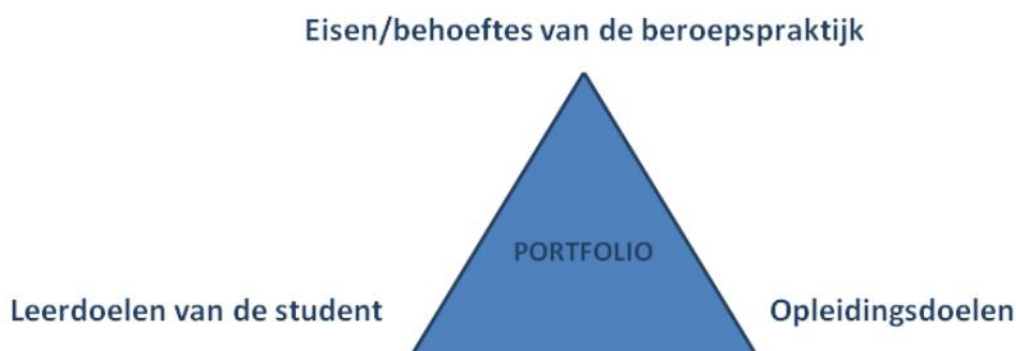 Eisen/behoeftes van de beroepspraktijk
PORTFOLIO
Leerdoelen van de student
Opleidingsdoelen